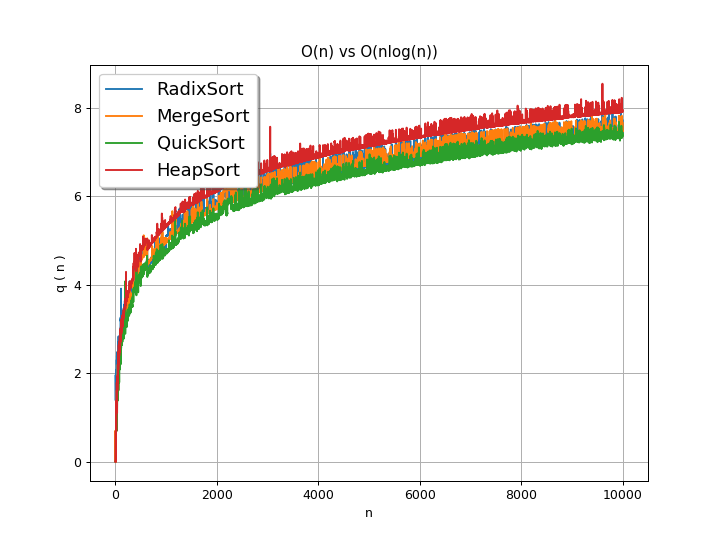 O(n) vs O(nlog(n))
RadixSort
MergeSort
QuickSort
HeapSort
8
6
4
2
0
q ( n )
0 2000 4000 6000 8000 10000
n